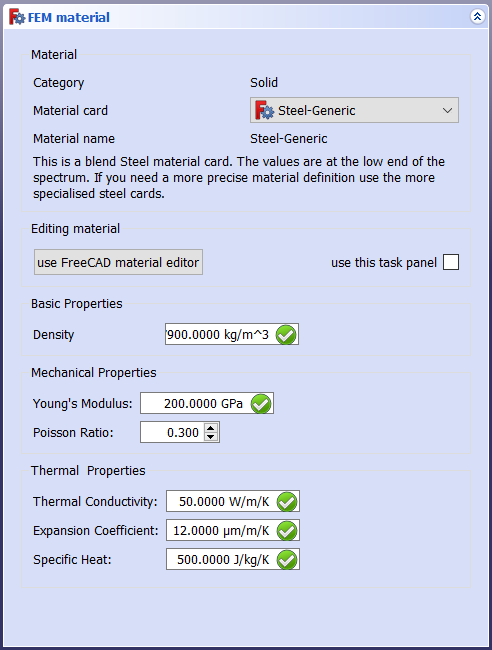 FEM material
Material
Category Solid
Material card Steel-Generic
Material name Steel-Generic
This is a blend Steel material card. The values are at the low end of the
spectrum. If you need a more precise material definition use the more
specialised steel cards.
Editing material
use FreeCAD material editor use this task panel
Basic Properties
Density 900.0000 kg/m^3
Mechanical Properties
Young's Modulus: 200.0000 GPa
Poisson Ratio: 0.300
Thermal Properties
Thermal Conductivity: 50.0000 W/m/K
Expansion Coefficient: 12.0000 µm/m/K
Specific Heat: 500.0000 J/kg/K